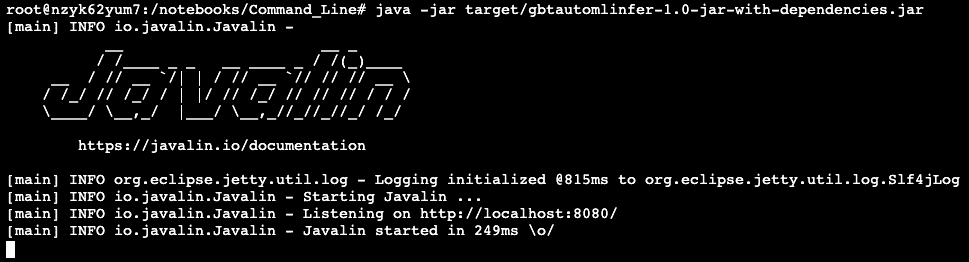 root@nzyk62yum7:/notebooks/Command_Line# java -jar target/gbtautomlinfer-1.0-jar-with-dependencies.jar
[main] INFO io.javalin.Javalin -
Javalin
https://javalin.io/documentation
[main] INFO org.eclipse.jetty.util.log - Logging initialized @815ms to org.eclipse.jetty.util.log.Slf4jLog
[main] INFO io.javalin.Javalin - Starting Javalin ...
[main] INFO io.javalin.Javalin - Listening on http://localhost:8080/
[main] INFO io.javalin.Javalin - Javalin started in 249ms \o/